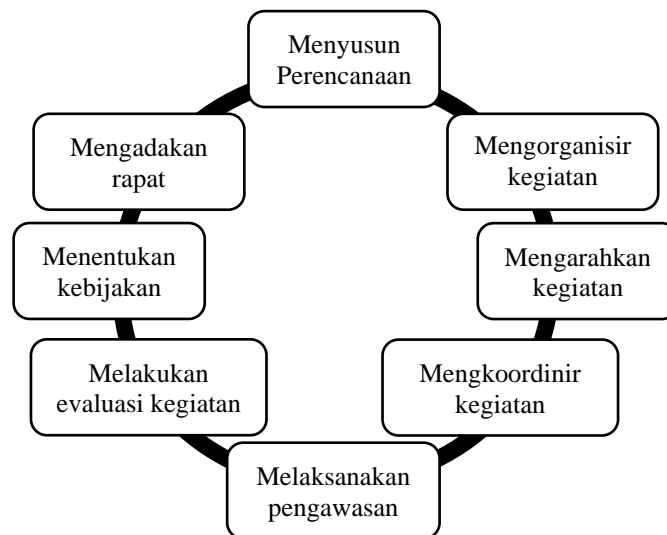 Menyusun
Perencanaan
Mengorganisir
kegiatan
Mengarahkan
kegiatan
Mengkoordinir
kegiatan
Melaksanakan
pengawasan
Melakukan
evaluasi kegiatan
Menentukan
kebijakan
Mengadakan
rapat